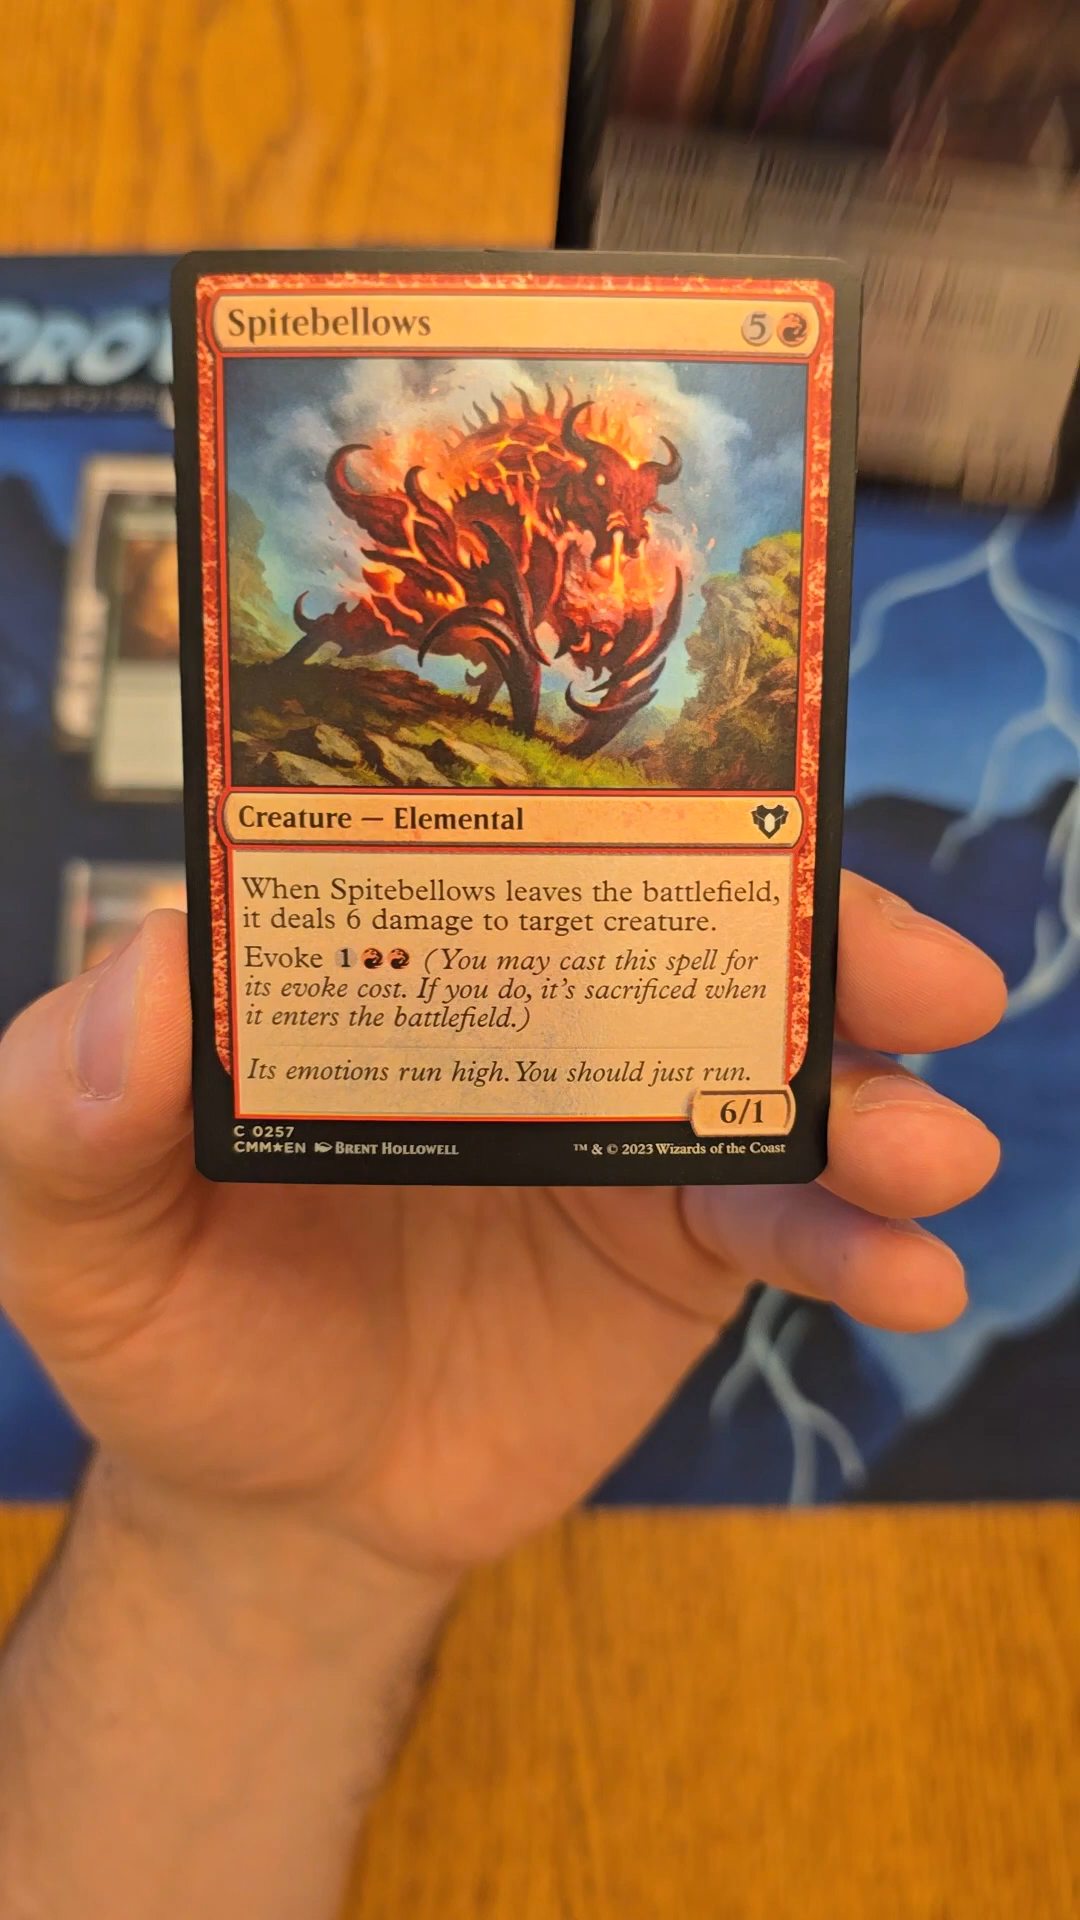 Spitebellows 5
Creature — Elemental
When Spitebellows leaves the battlefield,
it deals 6 damage to target creature.
Evoke 1 (You may cast this spell for
its evoke cost. If you do, it's sacrificed when
it enters the battlefield.)
Its emotions run high. You should just run.
6/1
C 0257
CMM★EN Brent Hollowell
™ & © 2023 Wizards of the Coast